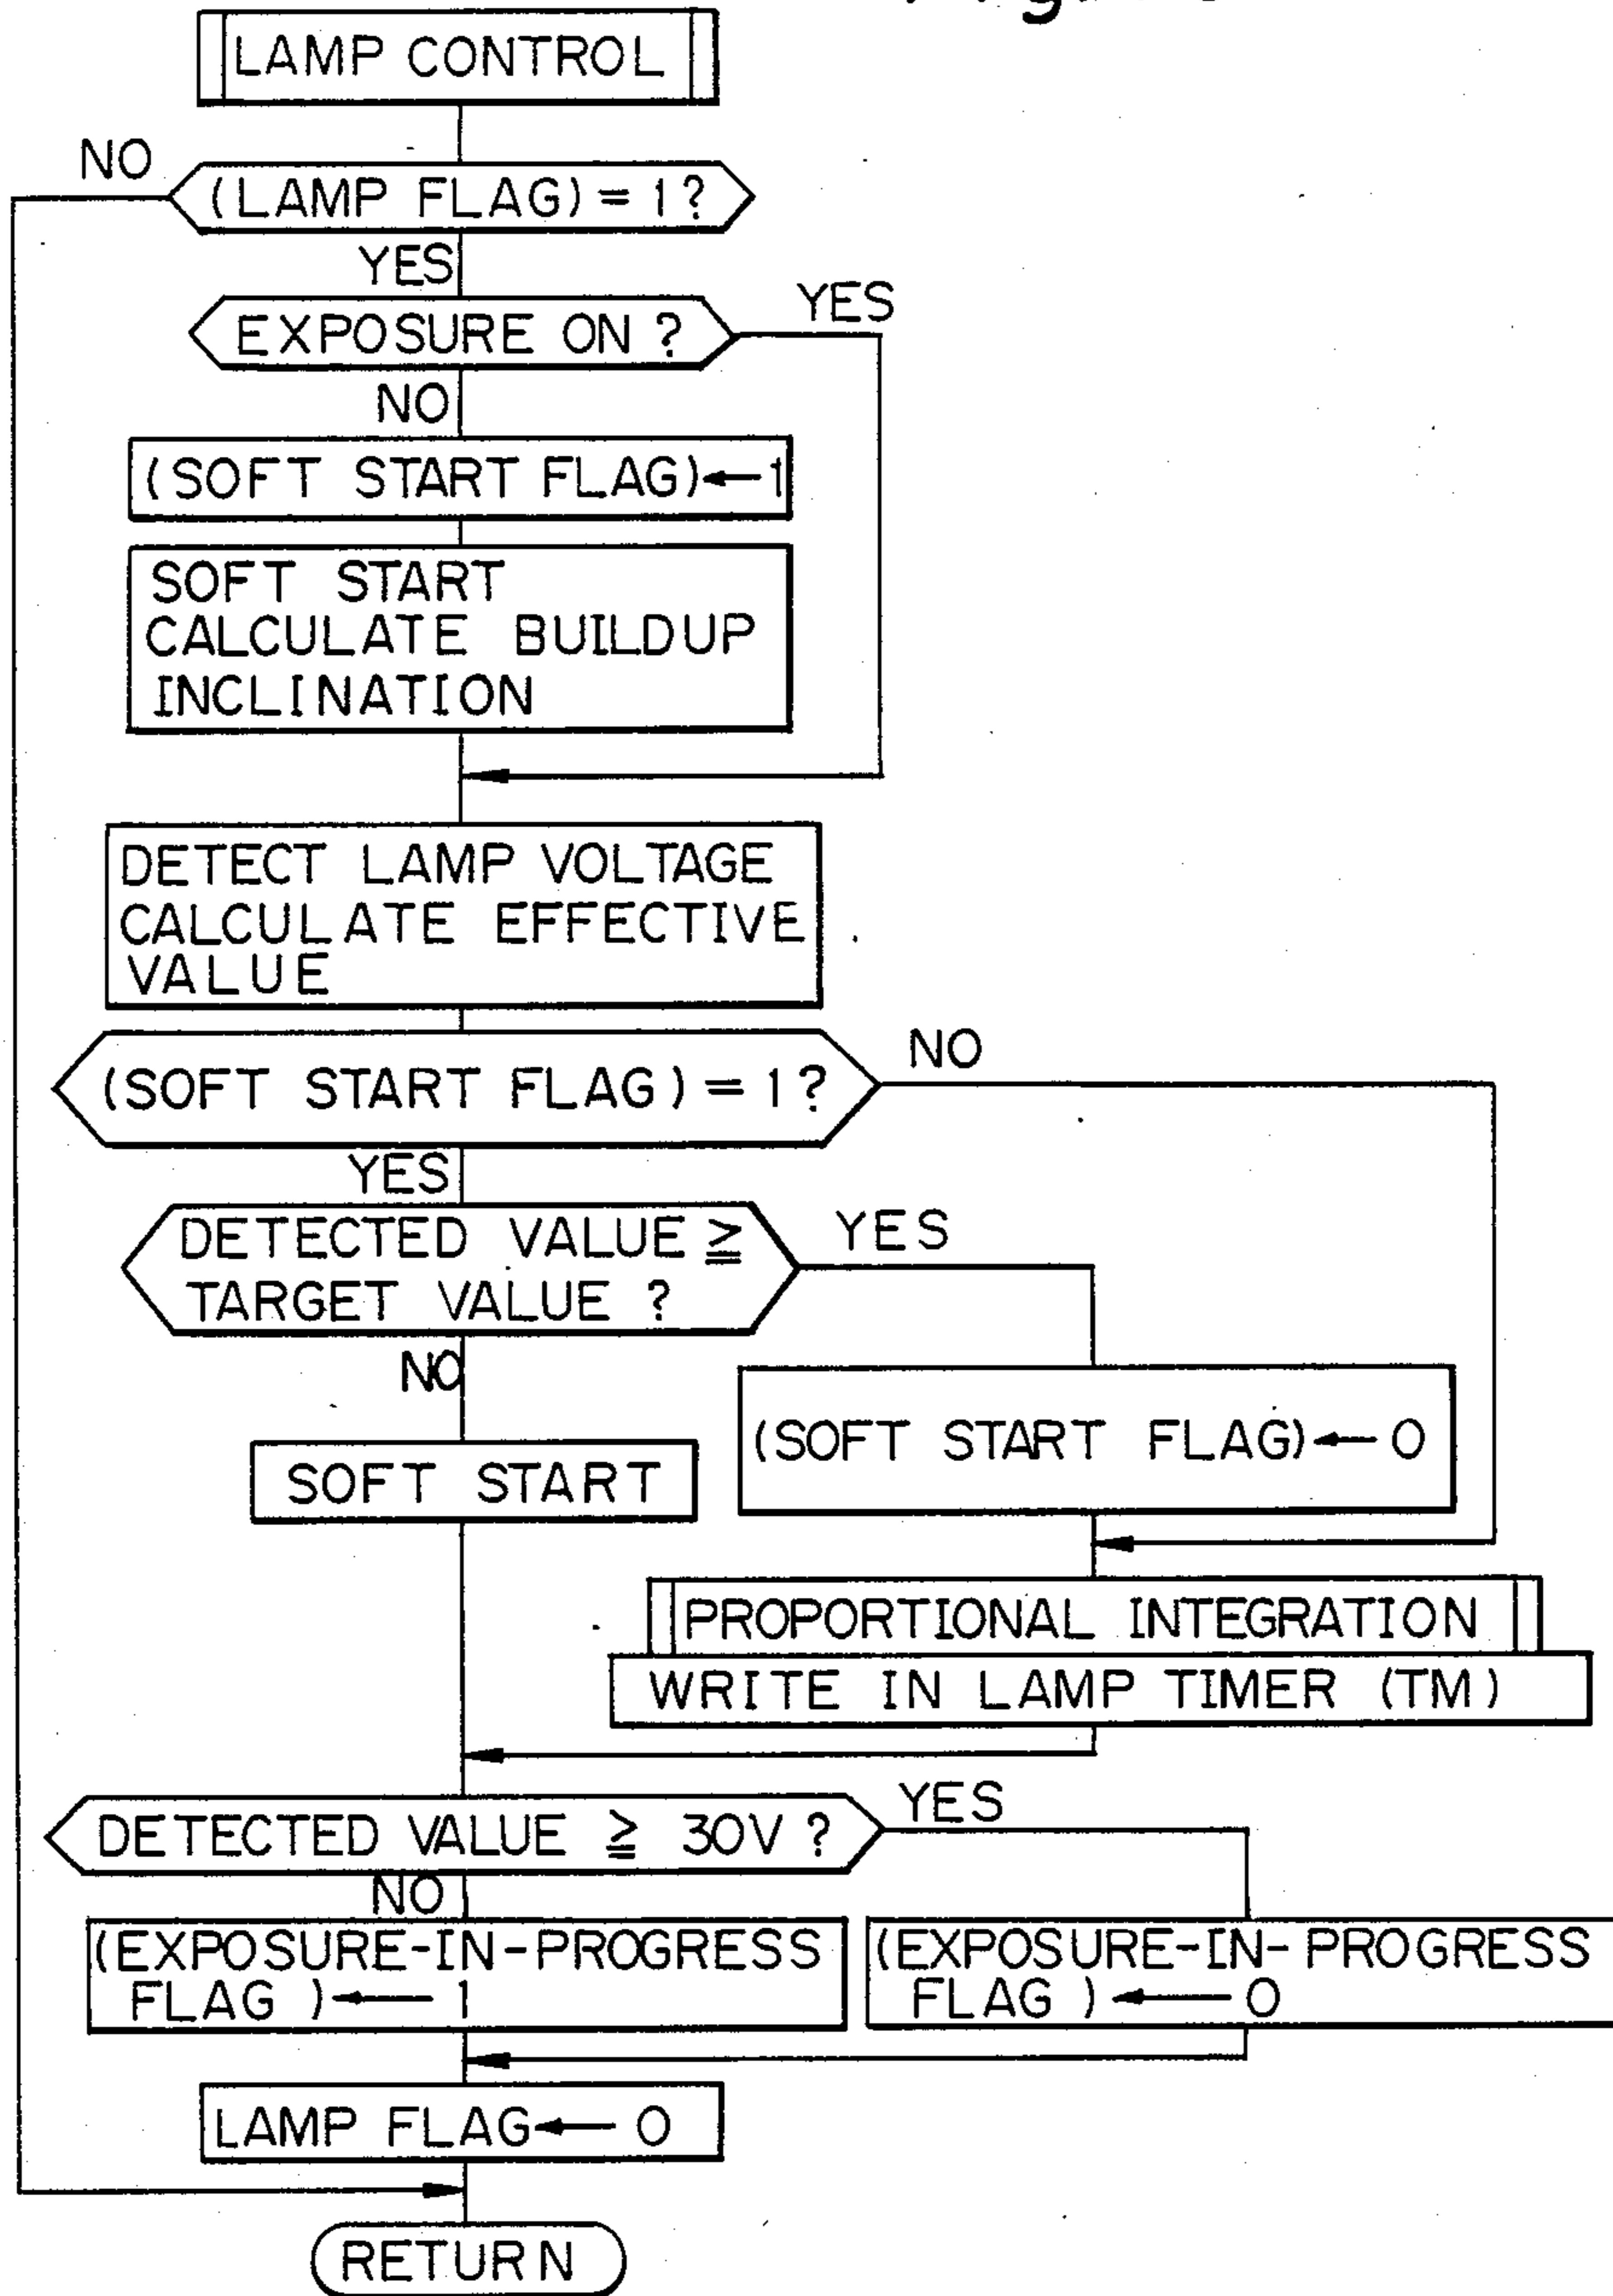 LAMP CONTROL
NO
(LAMP FLAG) = 1?
YES
EXPOSURE ON ?
YES
NO
(SOFT START FLAG)←1
SOFT START
CALCULATE BUILDUP
INCLINATION
DETECT LAMP VOLTAGE
CALCULATE EFFECTIVE
VALUE
(SOFT START FLAG) = 1?
NO
YES
DETECTED VALUE ≧
TARGET VALUE ?
YES
NO
SOFT START
(SOFT START FLAG)← 0
PROPORTIONAL INTEGRATION
WRITE IN LAMP TIMER (TM)
DETECTED VALUE ≧ 30V ?
YES
NO
(EXPOSURE-IN-PROGRESS
FLAG )← 1
(EXPOSURE-IN-PROGRESS
FLAG ) ← 0
LAMP FLAG← 0
RETURN